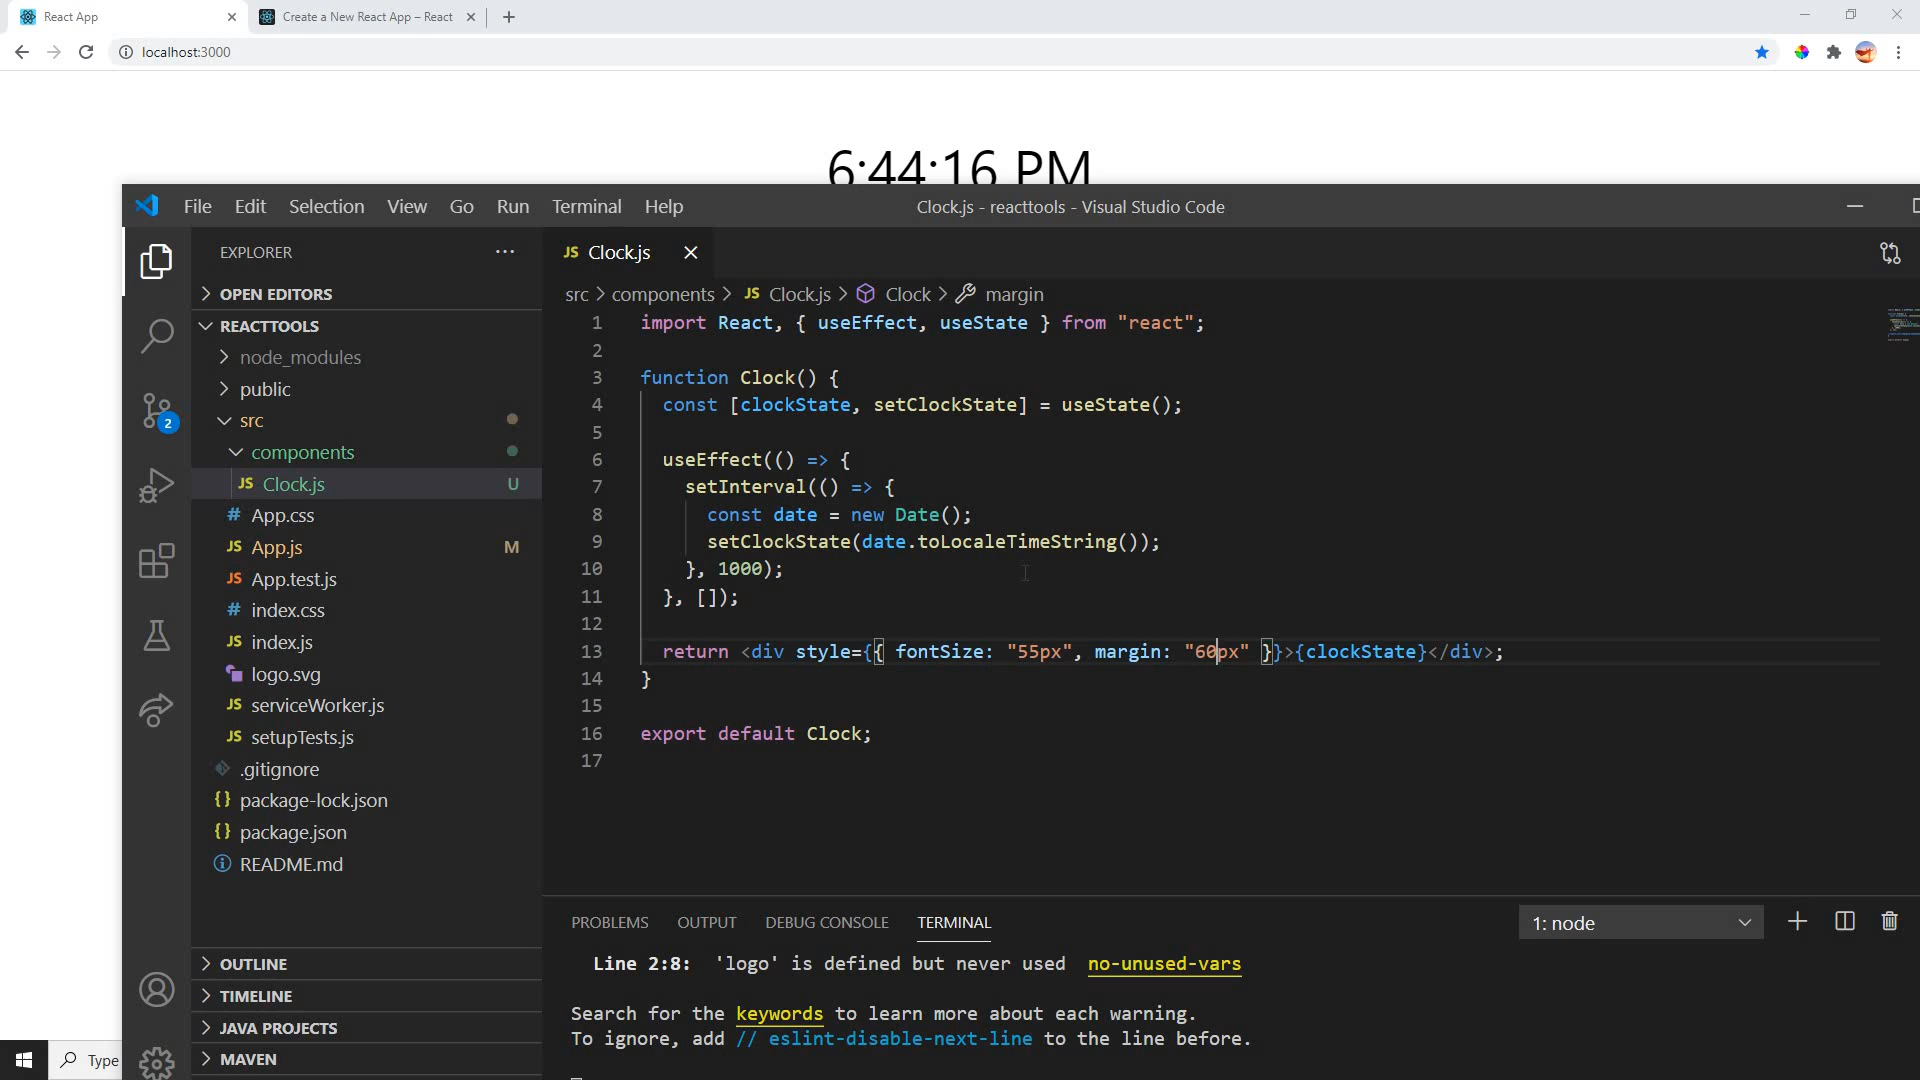 React App
Create a New React App – React
localhost:3000
6:44:16 PM
File Edit Selection View Go Run Terminal Help
Clock.js - reacttools - Visual Studio Code
EXPLORER
OPEN EDITORS
REACTTOOLS
node_modules
public
src
components
JS Clock.js U
# App.css
JS App.js M
JS App.test.js
# index.css
JS index.js
logo.svg
JS serviceWorker.js
JS setupTests.js
.gitignore
{} package-lock.json
{} package.json
README.md
OUTLINE
TIMELINE
JAVA PROJECTS
MAVEN
2
JS Clock.js
src > components > JS Clock.js > Clock > margin
1 import React, { useEffect, useState } from "react";
2
3 function Clock() {
4 const [clockState, setClockState] = useState();
5
6 useEffect(() => {
7 setInterval(() => {
8 const date = new Date();
9 setClockState(date.toLocaleTimeString());
10 }, 1000);
11 }, []);
12
13 return <div style={{ fontSize: "55px", margin: "60px" }}>{clockState}</div>;
14 }
15
16 export default Clock;
17
PROBLEMS OUTPUT DEBUG CONSOLE TERMINAL
1: node
Line 2:8: 'logo' is defined but never used no-unused-vars
Search for the keywords to learn more about each warning.
To ignore, add // eslint-disable-next-line to the line before.
Type